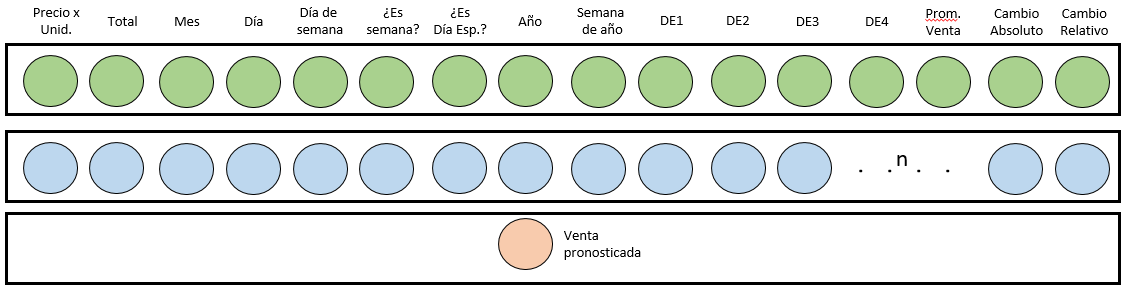 Precio x
Unid.
Total
Mes
Día
Día de
semana
¿Es
semana?
¿Es
Día Esp.?
Año
Semana
de año
DE1
DE2
DE3
DE4
Prom.
Venta
Cambio
Absoluto
Cambio
Relativo
. . n . .
Venta
pronosticada